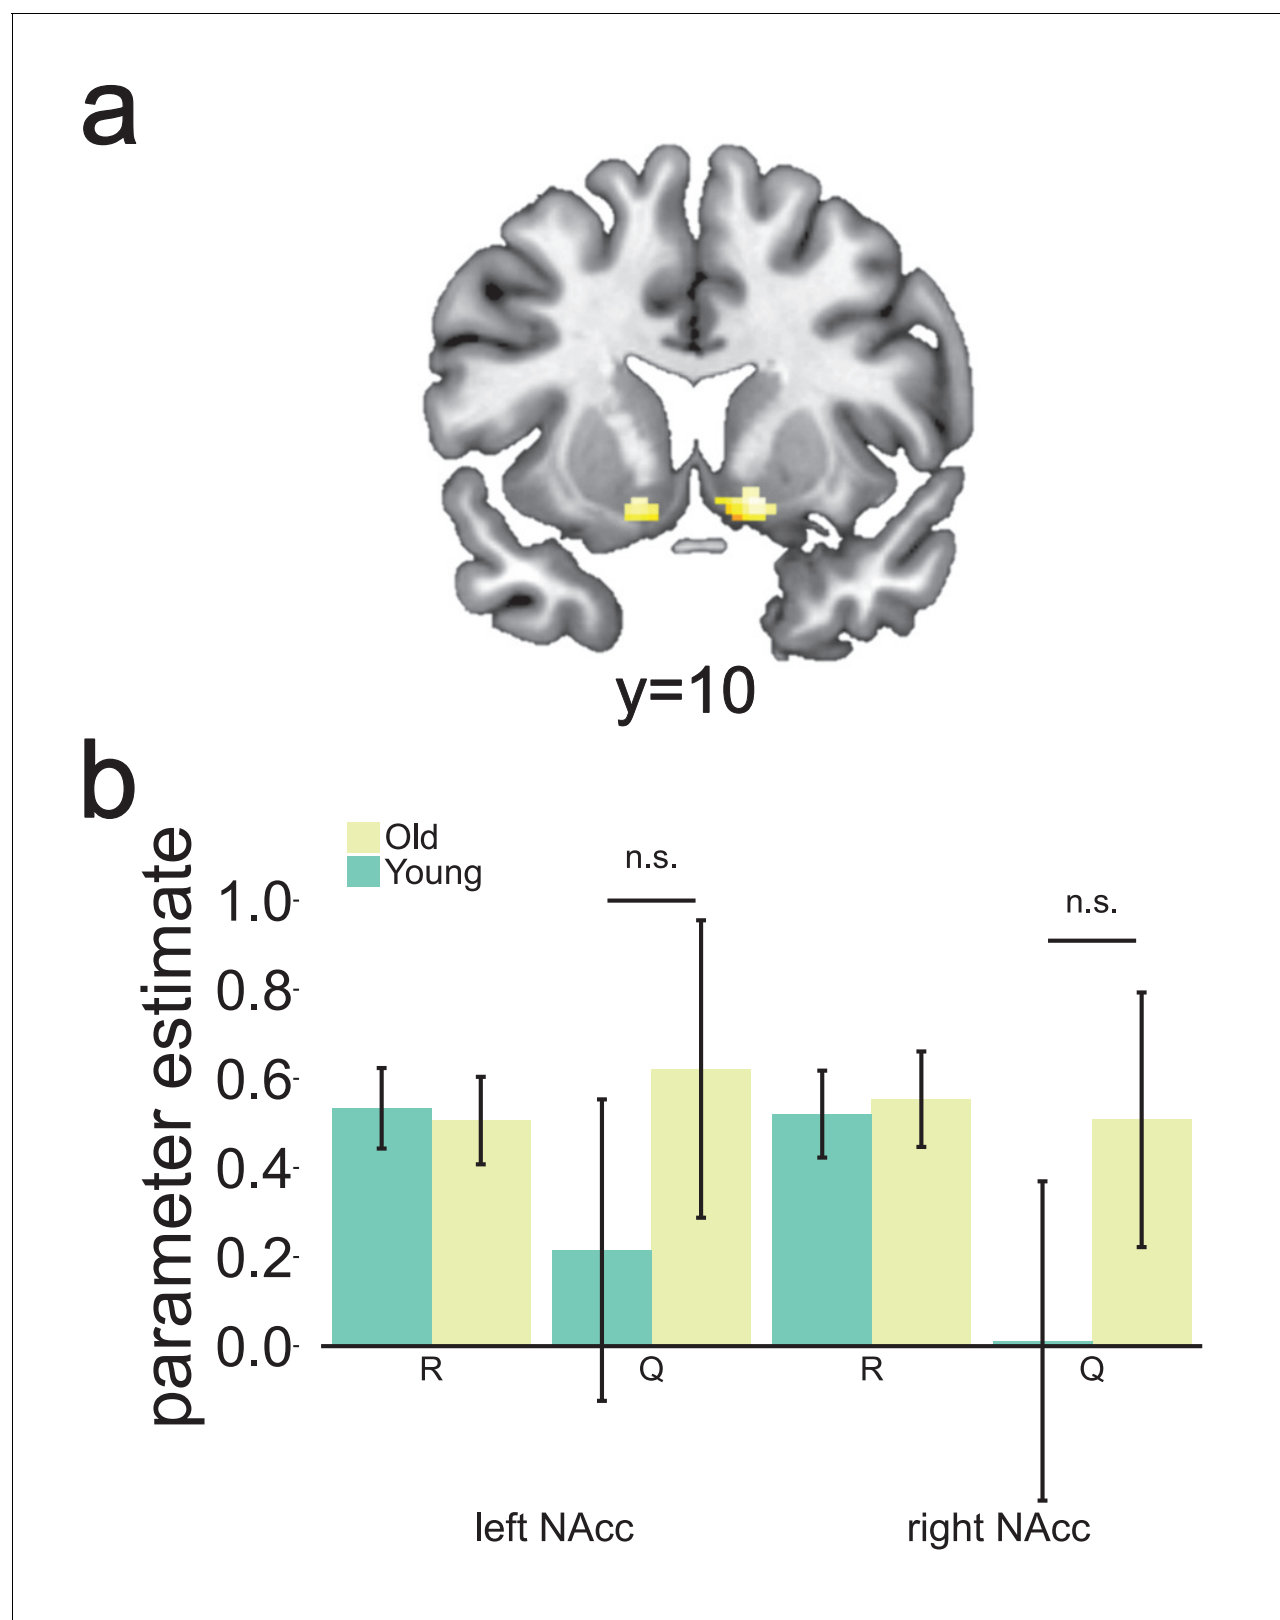 a
y=10
b
Old
Young
n.s.
n.s.
parameter estimate
1.0
0.8
0.6
0.4
0.2
0.0
R
Q
R
Q
left NAcc
right NAcc